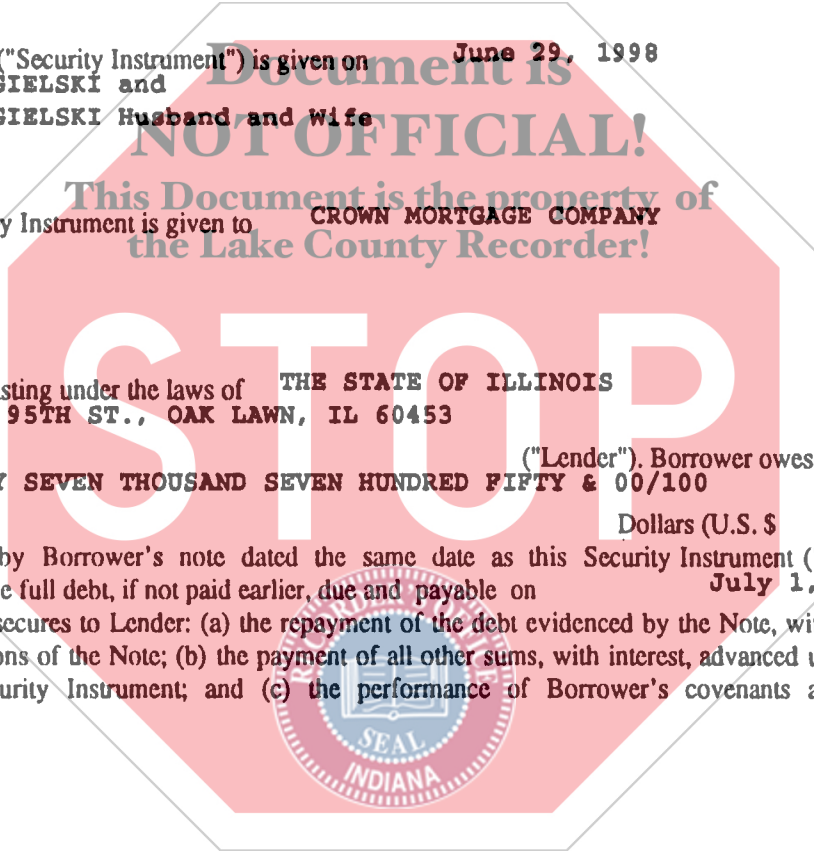 ("Security Instrument") is given on June 29, 1998
GIELSKI and
GIELSKI Husband and Wife
Document is
NOT OFFICIAL!
This Document is the property of
the Lake County Recorder!
y Instrument is given to CROWN MORTGAGE COMPANY
STOP
sting under the laws of THE STATE OF ILLINOIS
95TH ST., OAK LAWN, IL 60453
("Lender"). Borrower owes
Y SEVEN THOUSAND SEVEN HUNDRED FIFTY & 00/100
Dollars (U.S. $
by Borrower's note dated the same date as this Security Instrument (
e full debt, if not paid earlier, due and payable on July 1,
secures to Lender: (a) the repayment of the debt evidenced by the Note, wi
ons of the Note; (b) the payment of all other sums, with interest, advanced u
urity Instrument; and (c) the performance of Borrower's covenants a
RECORDER'S OFFICE
SEAL
INDIANA